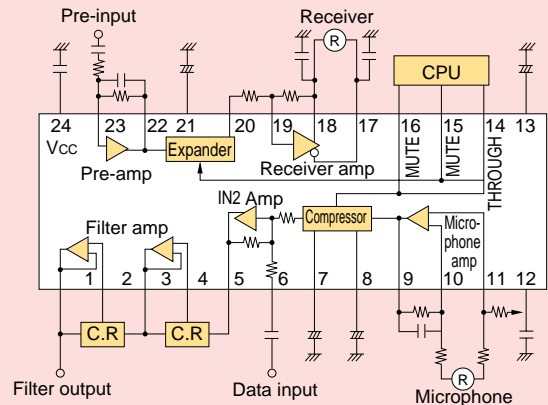 Pre-input
Receiver
R
CPU
24 23 22 21 20 19 18 17 16 15 14 13
VCC
Pre-amp
Expander
Receiver amp
MUTE
MUTE
THROUGH
IN2 Amp
Filter amp
Compressor
Micro-
phone
amp
1 2 3 4 5 6 7 8 9 10 11 12
C.R
C.R
R
Filter output
Data input
Microphone